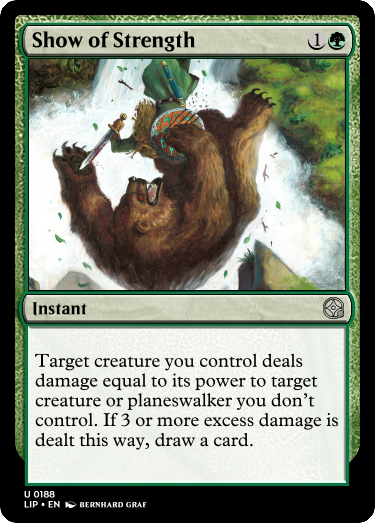 Show of Strength 1
Instant
Target creature you control deals
damage equal to its power to target
creature or planeswalker you don't
control. If 3 or more excess damage is
dealt this way, draw a card.
U 0188
LIP • EN BERNHARD GRAF